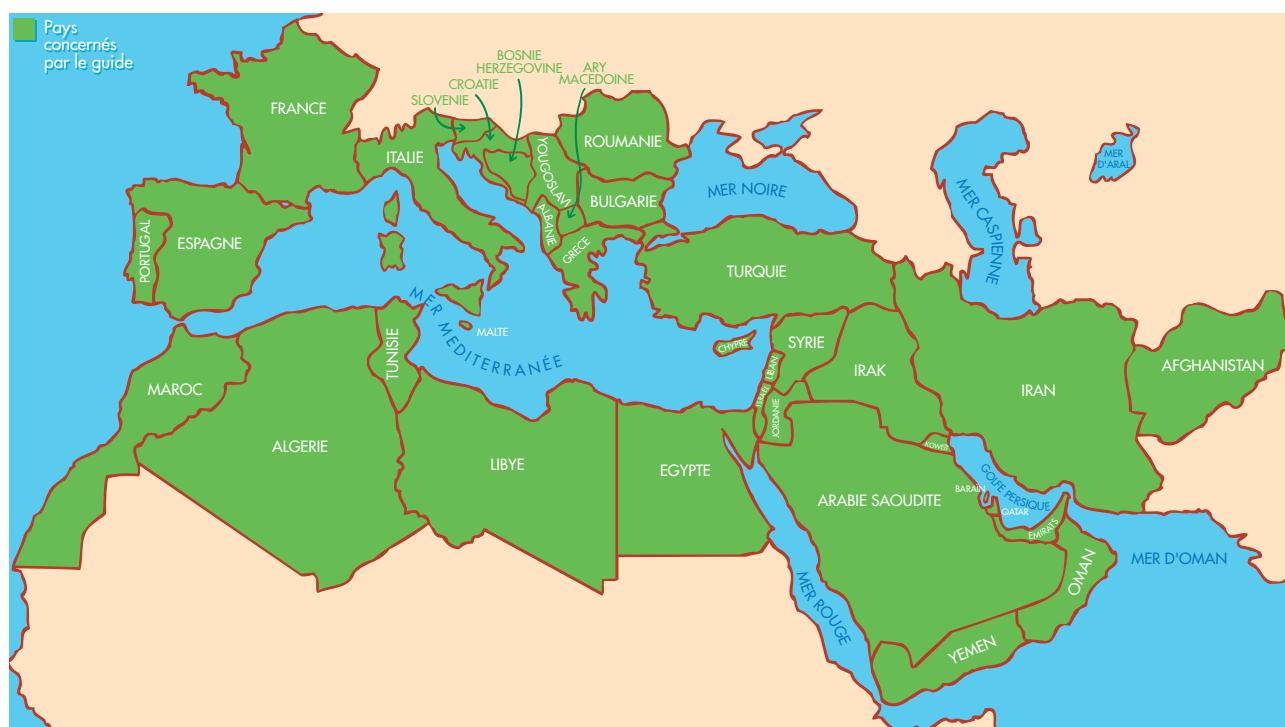 Pays
concernés
par le guide
BOSNIE
HERZEGOVINE
ARY
MACEDOINE
CROATIE
SLOVENIE
FRANCE
ITALIE
ROUMANIE
YOUGOSLAVIE
BULGARIE
ALBANIE
GRECE
MER NOIRE
MER CASPIENNE
MER
D'ARAL
PORTUGAL
ESPAGNE
TURQUIE
MER MEDITERRANÉE
MALTE
CHYPRE
SYRIE
LIBAN
ISRAEL
JORDANIE
IRAK
IRAN
AFGHANISTAN
MAROC
ALGERIE
TUNISIE
LIBYE
EGYPTE
KOWEIT
ARABIE SAOUDITE
BARAIN
QATAR
GOLFE PERSIQUE
EMIRATS
OMAN
MER D'OMAN
MER ROUGE
YEMEN